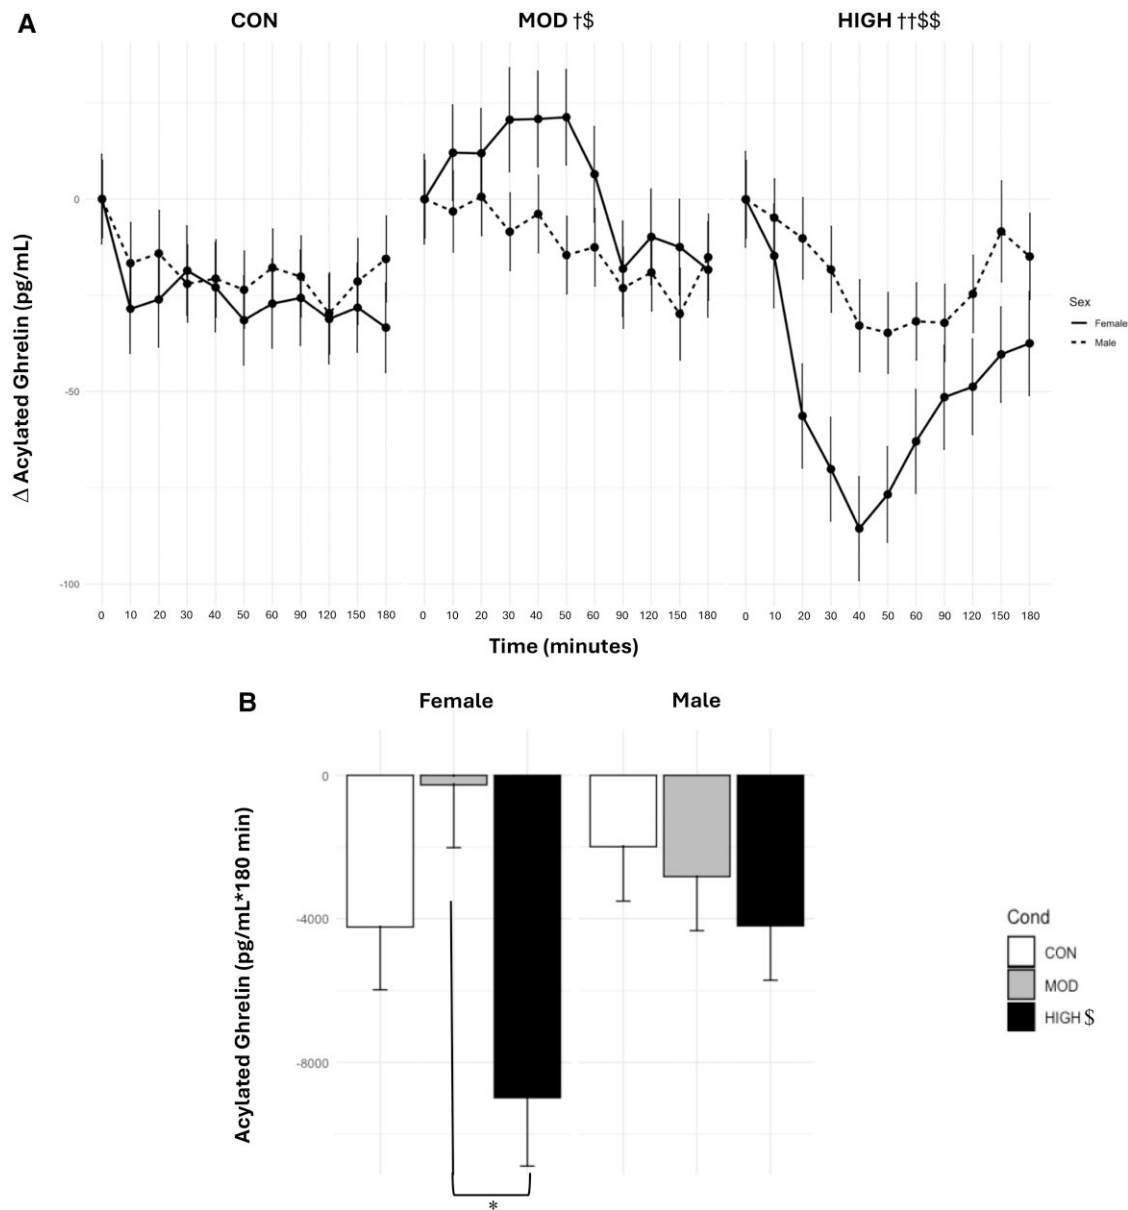 A
CON MOD †$ HIGH ††$$
Δ Acylated Ghrelin (pg/mL)
0
-50
-100
0 10 20 30 40 50 60 90 120 150 180 0 10 20 30 40 50 60 90 120 150 180 0 10 20 30 40 50 60 90 120 150 180
Time (minutes)
Sex
Female
Male
B
Female Male
Acylated Ghrelin (pg/mL*180 min)
0
-4000
-8000
*
Cond
CON
MOD
HIGH $